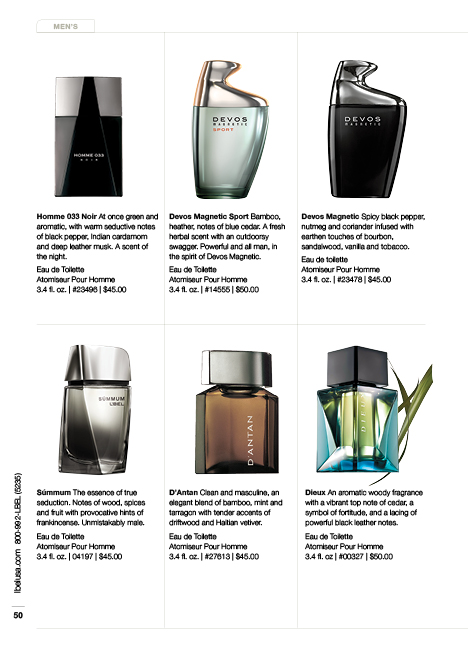 MEN'S
HOMME 033
NOIR
DEVOS
MAGNETIC
SPORT
DEVOS
MAGNETIC
Homme 033 Noir At once green and
aromatic, with warm seductive notes
of black pepper, Indian cardamom
and deep leather musk. A scent of
the night.
Eau de Toilette
Atomiseur Pour Homme
3.4 fl. oz. | #23496 | $45.00
Devos Magnetic Sport Bamboo,
heather, notes of blue cedar. A fresh
herbal scent with an outdoorsy
swagger. Powerful and all man, in
the spirit of Devos Magnetic.
Eau de Toilette
Atomiseur Pour Homme
3.4 fl. oz. | #14555 | $50.00
Devos Magnetic Spicy black pepper,
nutmeg and coriander infused with
earthen touches of bourbon,
sandalwood, vanilla and tobacco.
Eau de toilette
Atomiseur Pour Homme
3.4 fl. oz. | #23478 | $45.00
SÜMMUM
L'BEL
D'ANTAN
DIEUX
Súmmum The essence of true
seduction. Notes of wood, spices
and fruit with provocative hints of
frankincense. Unmistakably male.
Eau de Toilette
Atomiseur Pour Homme
3.4 fl. oz. | 04197 | $45.00
D'Antan Clean and masculine, an
elegant blend of bamboo, mint and
tarragon with tender accents of
driftwood and Haitian vetiver.
Eau de Toilette
Atomiseur Pour Homme
3.4 fl. oz. | #27613 | $45.00
Dieux An aromatic woody fragrance
with a vibrant top note of cedar, a
symbol of fortitude, and a lacing of
powerful black leather notes.
Eau de Toilette
Atomiseur Pour Homme
3.4 fl. oz | #00327 | $50.00
lbelusa.com 800-992-LBEL (5235)
50